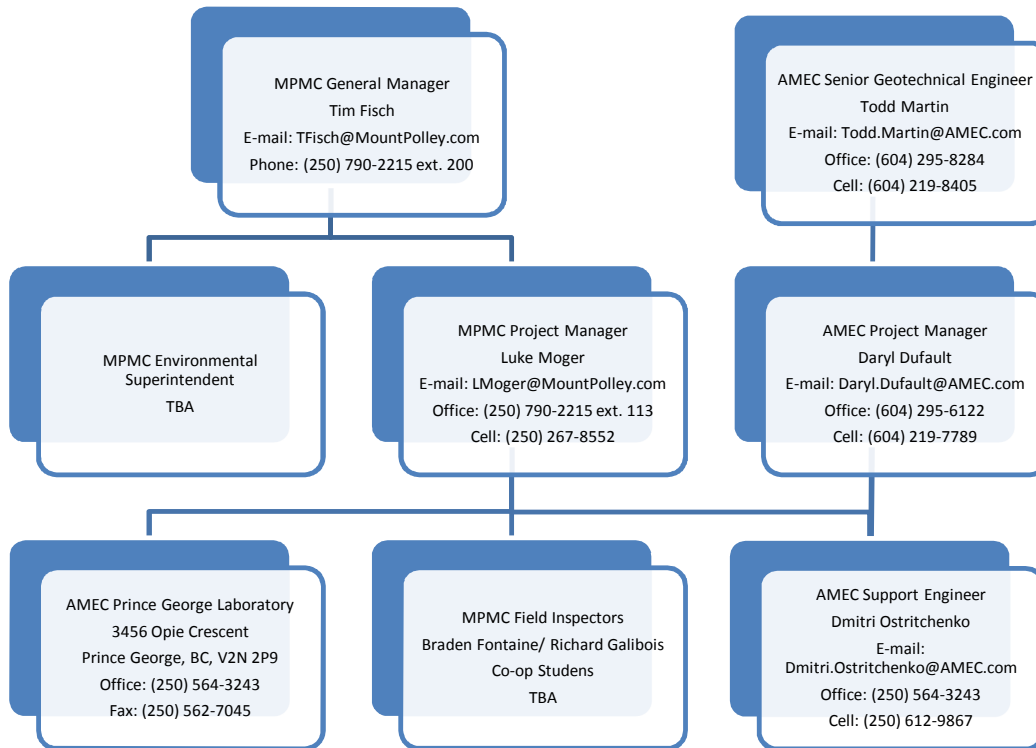 MPMC General Manager
Tim Fisch
E-mail: TFisch@MountPolley.com
Phone: (250) 790-2215 ext. 200
AMEC Senior Geotechnical Engineer
Todd Martin
E-mail: Todd.Martin@AMEC.com
Office: (604) 295-8284
Cell: (604) 219-8405
MPMC Environmental
Superintendent
TBA
MPMC Project Manager
Luke Moger
E-mail: LMoger@MountPolley.com
Office: (250) 790-2215 ext. 113
Cell: (250) 267-8552
AMEC Project Manager
Daryl Dufault
E-mail: Daryl.Dufault@AMEC.com
Office: (604) 295-6122
Cell: (604) 219-7789
AMEC Prince George Laboratory
3456 Opie Crescent
Prince George, BC, V2N 2P9
Office: (250) 564-3243
Fax: (250) 562-7045
MPMC Field Inspectors
Braden Fontaine/ Richard Galibois
Co-op Studens
TBA
AMEC Support Engineer
Dmitri Ostritchenko
E-mail:
Dmitri.Ostritchenko@AMEC.com
Office: (250) 564-3243
Cell: (250) 612-9867